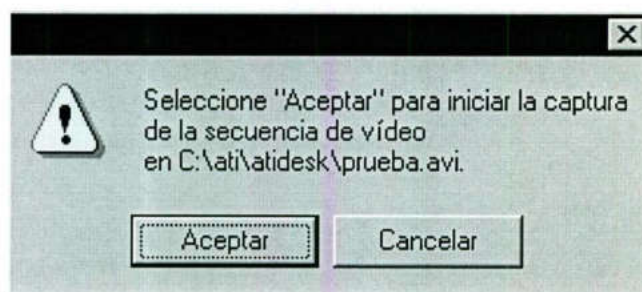 Seleccione "Aceptar" para iniciar la captura
de la secuencia de vídeo
en C:\ati\atidesk\prueba.avi.
Aceptar
Cancelar